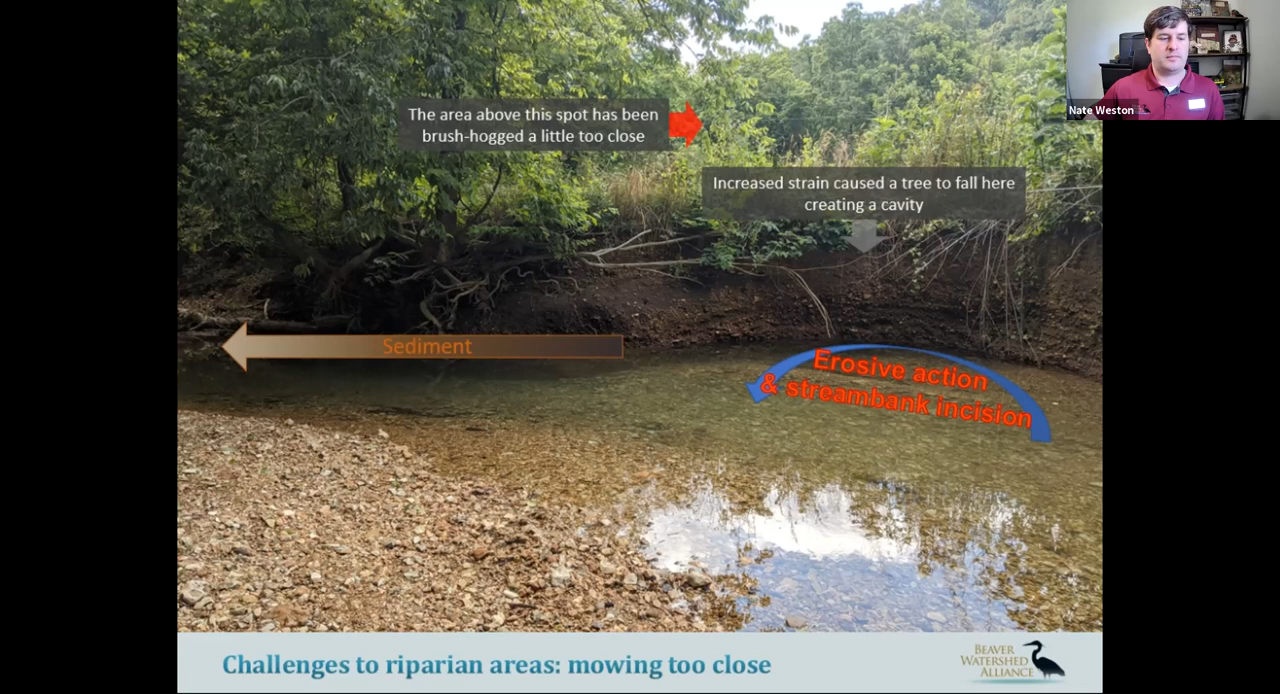 The area above this spot has been
brush-hogged a little too close
Nate Weston
Increased strain caused a tree to fall here
creating a cavity
Sediment
Erosive action
& streambank incision
Challenges to riparian areas: mowing too close
BEAVER
WATERSHED
ALLIANCE